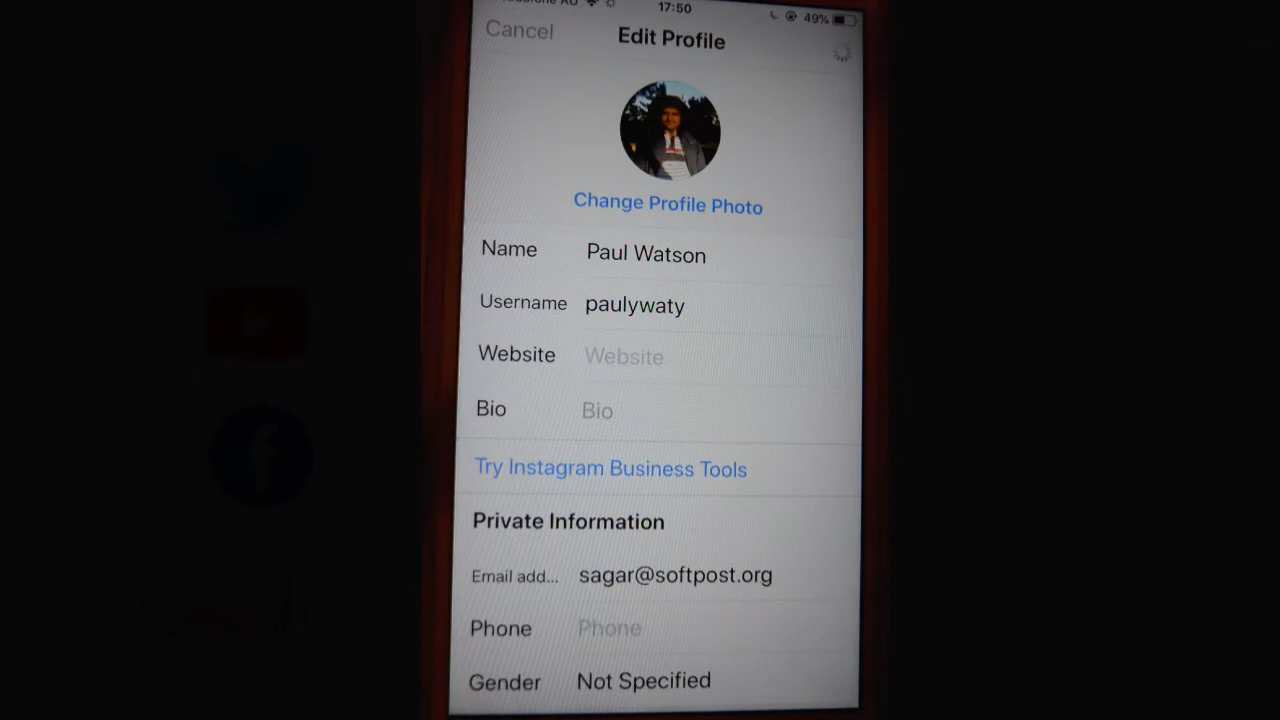 17:50
49%
Cancel
Edit Profile
Change Profile Photo
Name Paul Watson
Username paulywaty
Website Website
Bio Bio
Try Instagram Business Tools
Private Information
Email add... sagar@softpost.org
Phone Phone
Gender Not Specified